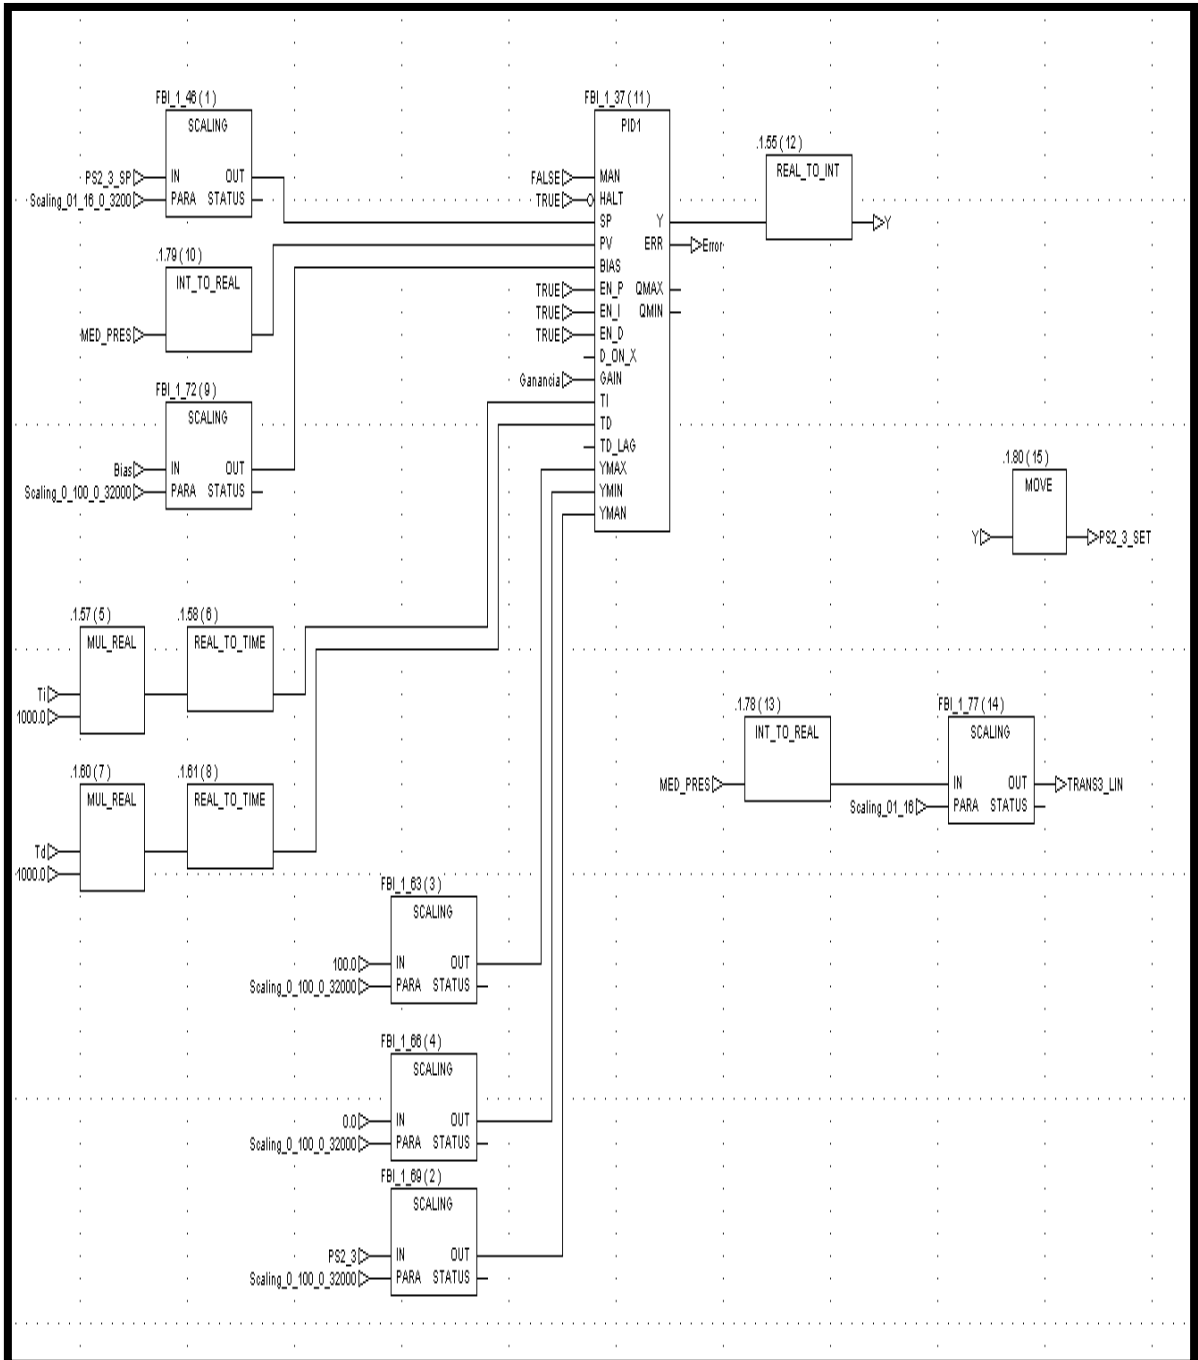 FBI_1_46 ( 1 )
SCALING
PS2_3_SP IN OUT
Scaling_01_16_0_3200 PARA STATUS
.1.79 ( 10 )
INT_TO_REAL
MED_PRES
FBI_1_72 ( 9 )
SCALING
Bias IN OUT
Scaling_0_100_0_32000 PARA STATUS
FBI_1_37 ( 11 )
PID1
FALSE MAN
TRUE HALT
SP Y
PV ERR Error
BIAS
TRUE EN_P QMAX
TRUE EN_I QMIN
TRUE EN_D
D_ON_X
Ganancia GAIN
TI
TD
TD_LAG
YMAX
YMIN
YMAN
.1.55 ( 12 )
REAL_TO_INT
Y
.1.80 ( 15 )
MOVE
Y PS2_3_SET
.1.57 ( 5 )
MUL_REAL
Ti
1000.0
.1.58 ( 6 )
REAL_TO_TIME
.1.60 ( 7 )
MUL_REAL
Td
1000.0
.1.61 ( 8 )
REAL_TO_TIME
.1.78 ( 13 )
INT_TO_REAL
MED_PRES
FBI_1_77 ( 14 )
SCALING
IN OUT TRANS3_LIN
Scaling_01_16 PARA STATUS
FBI_1_63 ( 3 )
SCALING
100.0 IN OUT
Scaling_0_100_0_32000 PARA STATUS
FBI_1_66 ( 4 )
SCALING
0.0 IN OUT
Scaling_0_100_0_32000 PARA STATUS
FBI_1_69 ( 2 )
SCALING
PS2_3 IN OUT
Scaling_0_100_0_32000 PARA STATUS